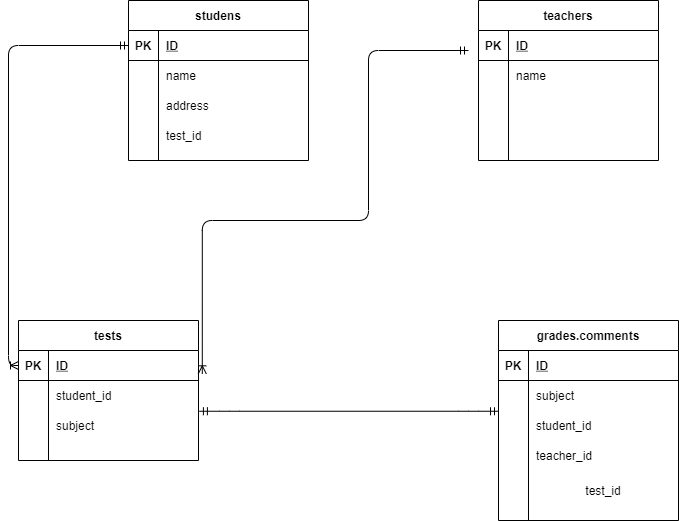 studens
PK ID
name
address
test_id
teachers
PK ID
name
tests
PK ID
student_id
subject
grades.comments
PK ID
subject
student_id
teacher_id
test_id